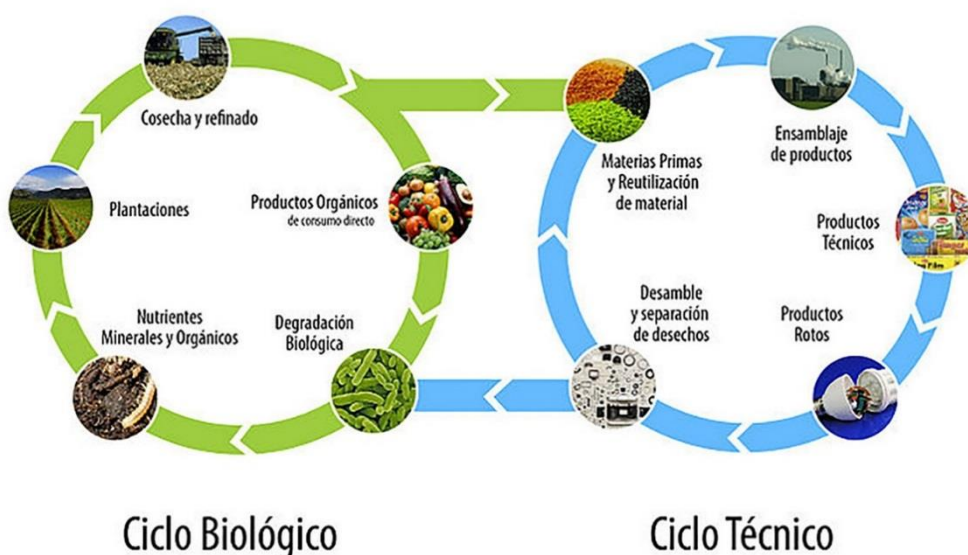 Cosecha y refinado
Plantaciones
Productos Orgánicos
de consumo directo
Nutrientes
Minerales y Orgánicos
Degradación
Biológica
Materias Primas
y Reutilización
de material
Ensamblaje
de productos
Productos
Técnicos
Desamble
y separación
de desechos
Productos
Rotos
Ciclo Biológico
Ciclo Técnico